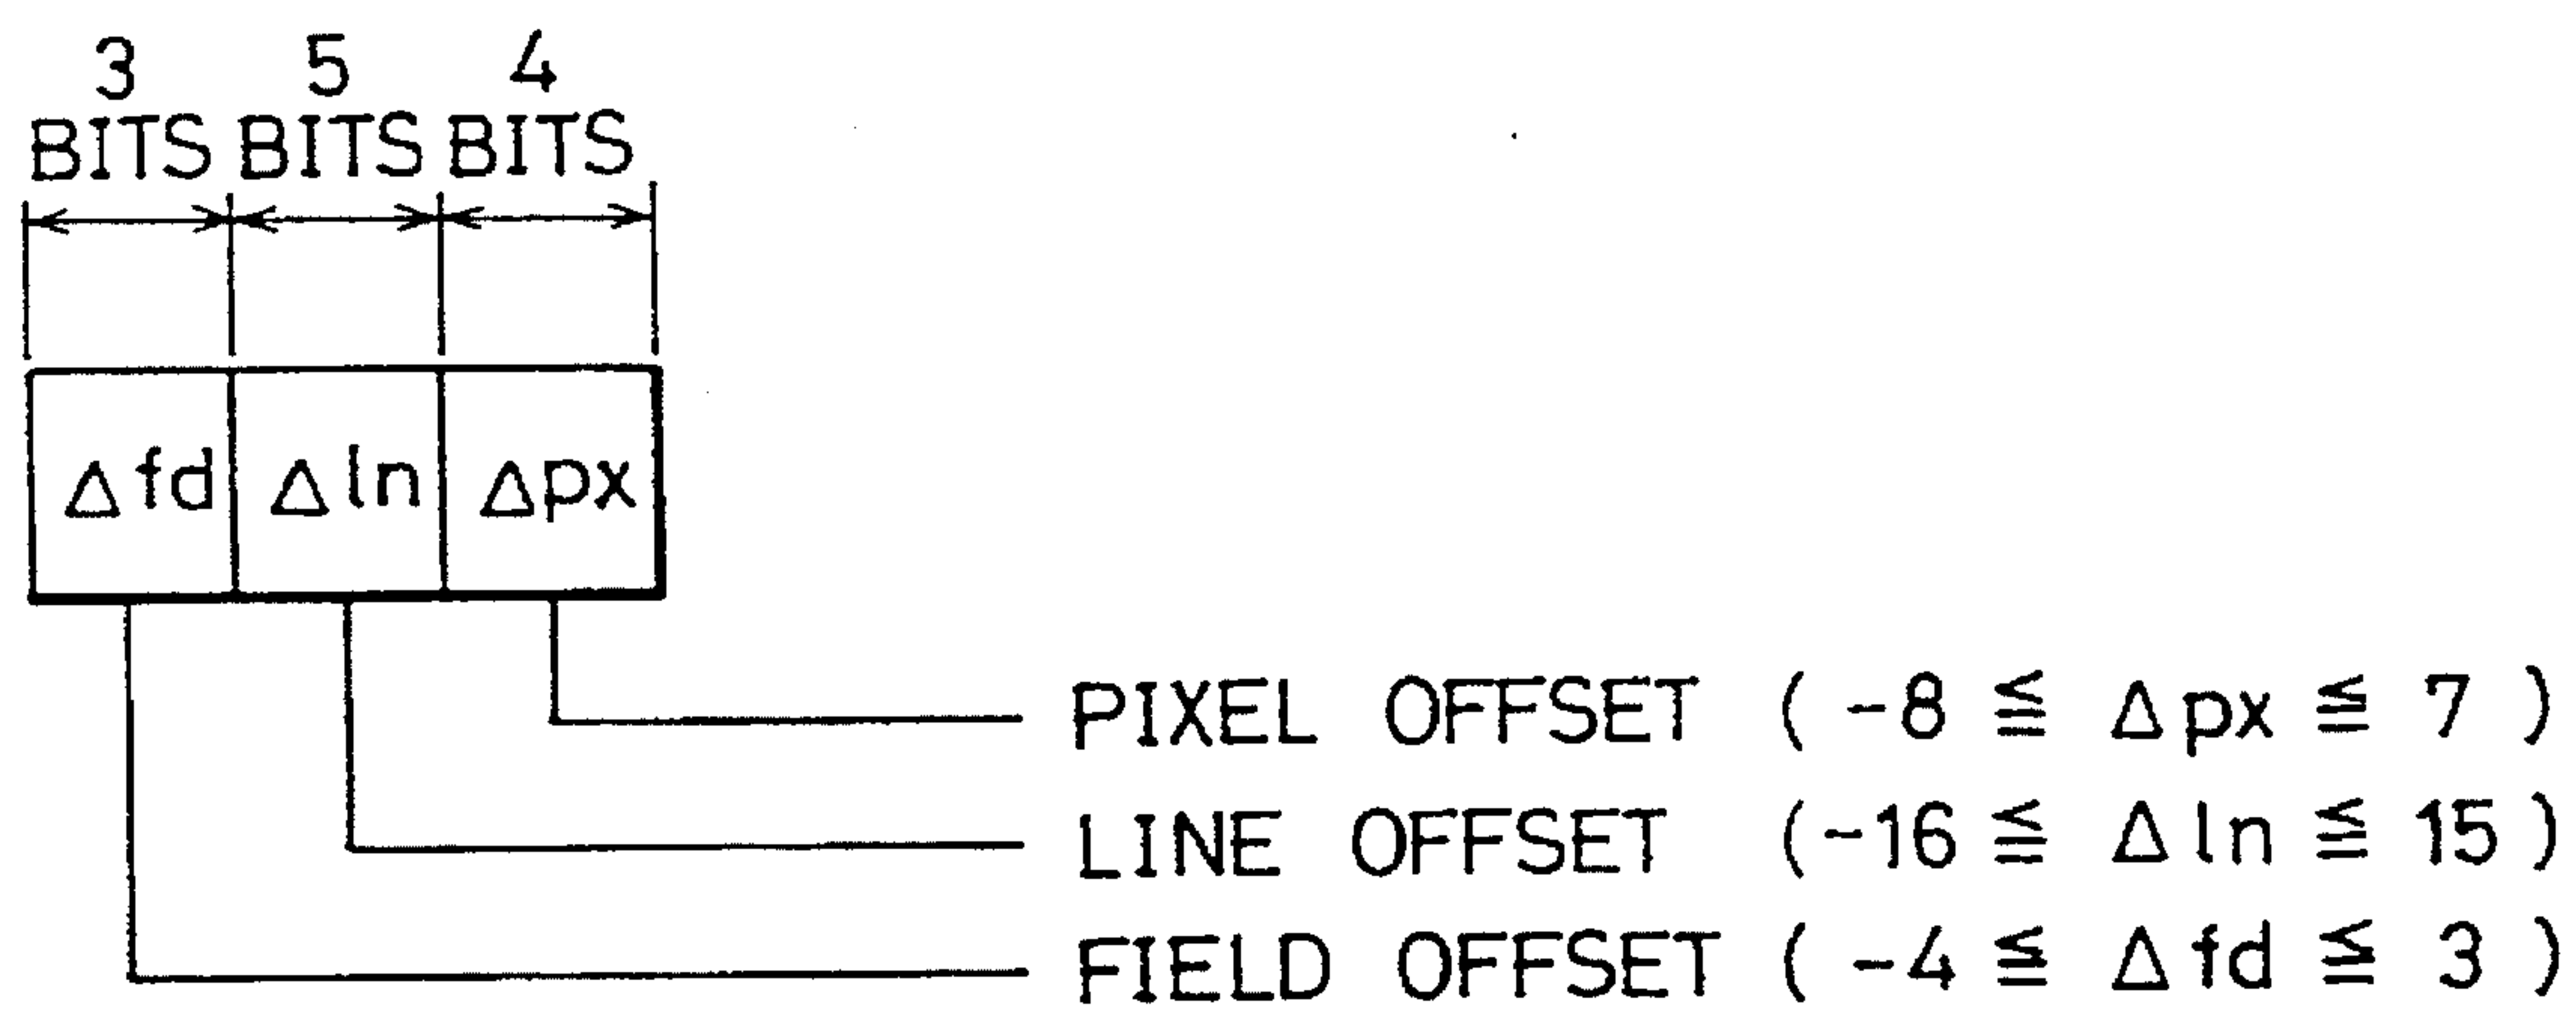 3 5 4
BITS BITS BITS
Δfd Δln Δpx
PIXEL OFFSET ( -8 ≦ Δpx ≦ 7 )
LINE OFFSET ( -16 ≦ Δln ≦ 15 )
FIELD OFFSET ( -4 ≦ Δfd ≦ 3 )